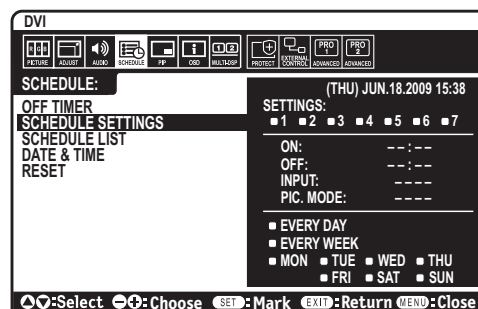 DVI
RGB
PICTURE ADJUST AUDIO SCHEDULE PIP OSD MULTI-DSP PROTECT EXTERNAL CONTROL PRO 1 ADVANCED PRO 2 ADVANCED
SCHEDULE:
OFF TIMER
SCHEDULE SETTINGS
SCHEDULE LIST
DATE & TIME
RESET
(THU) JUN.18.2009 15:38
SETTINGS:
1 2 3 4 5 6 7
ON: --:--
OFF: --:--
INPUT: ----
PIC. MODE: ----
EVERY DAY
EVERY WEEK
MON TUE WED THU
FRI SAT SUN
:Select :Choose SET :Mark EXIT :Return MENU :Close